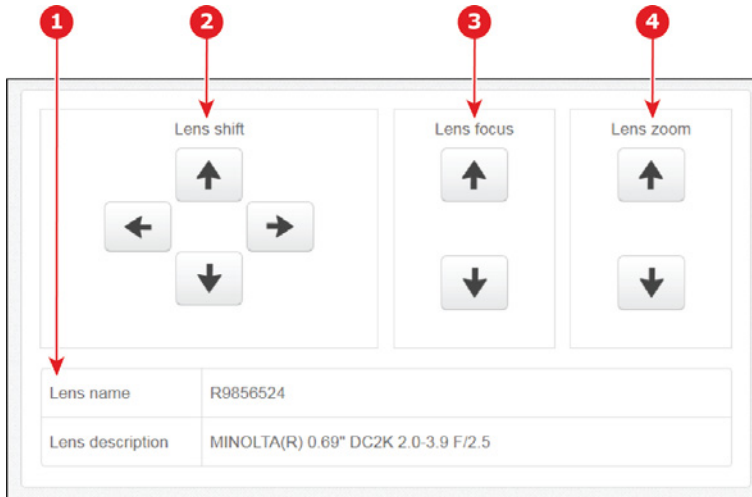 1 2 3 4
Lens shift Lens focus Lens zoom
Lens name R9856524
Lens description MINOLTA(R) 0.69" DC2K 2.0-3.9 F/2.5